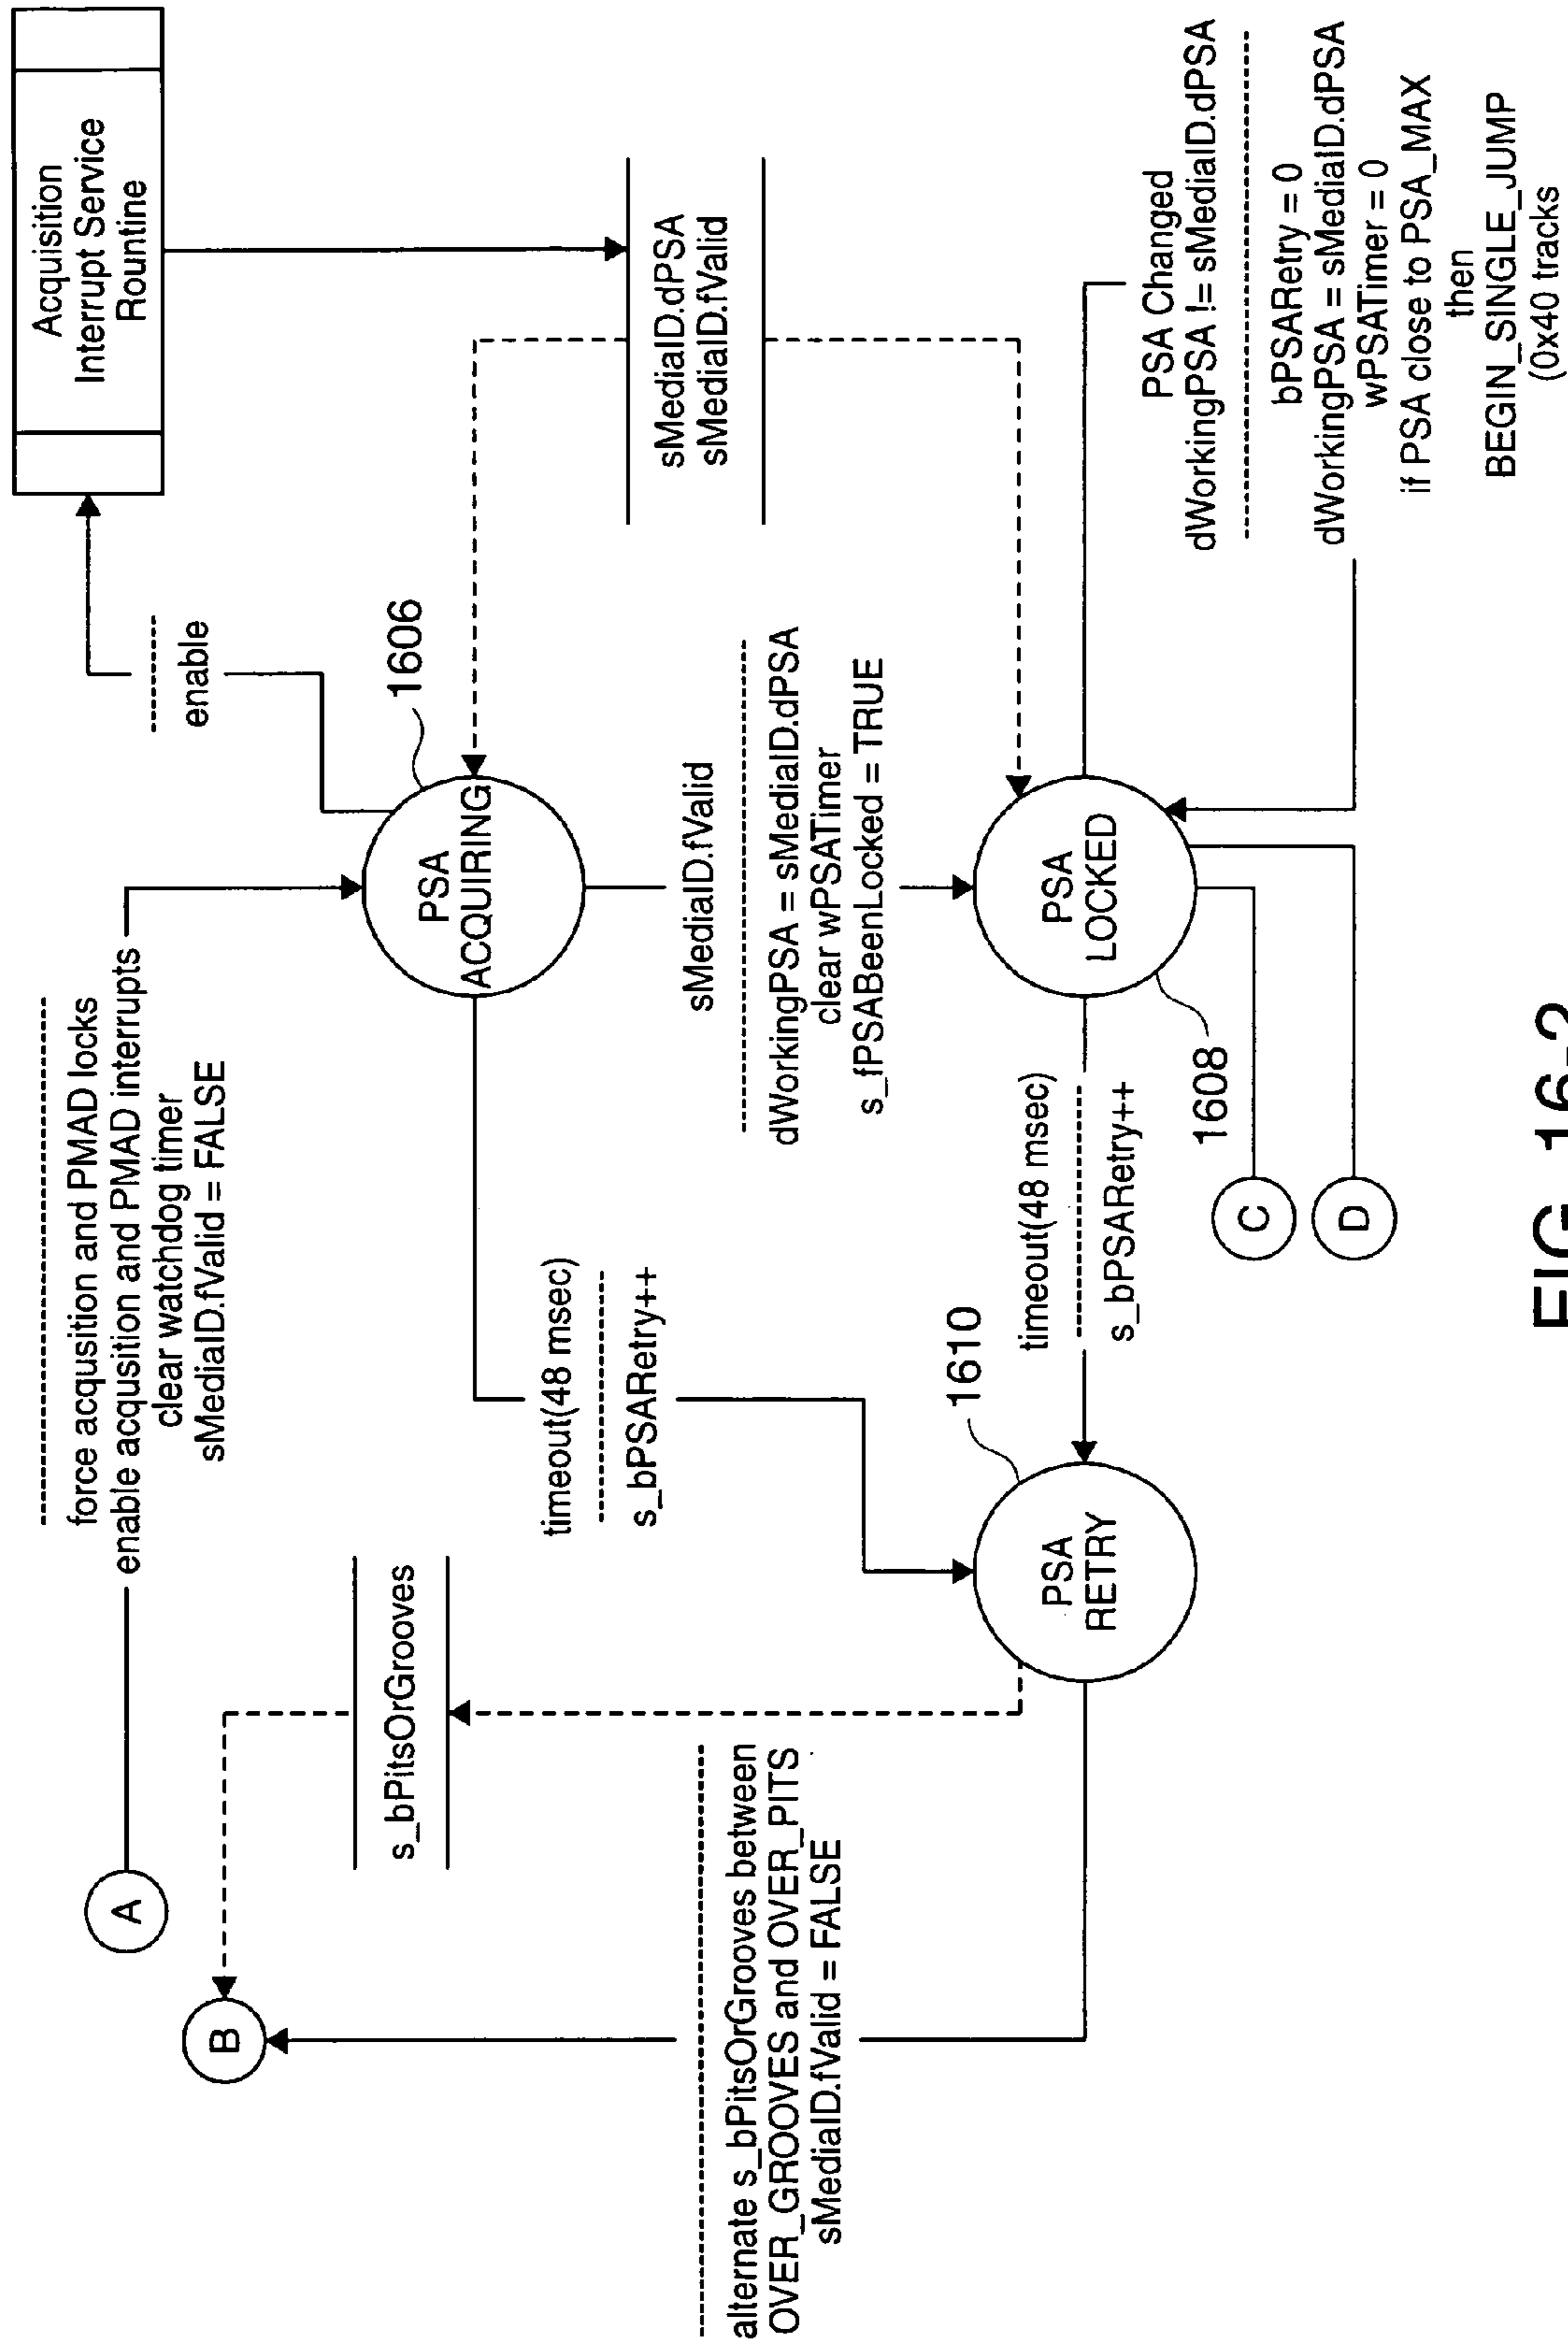 A
force acqusition and PMAD locks
enable acqusition and PMAD interrupts
clear watchdog timer
sMediaID.fValid = FALSE
enable
Acquisition
Interrupt Service
Rountine
B
s_bPitsOrGrooves
timeout(48 msec)
s_bPSARetry++
PSA
ACQUIRING
1606
sMediaID.dPSA
sMediaID.fValid
alternate s_bPitsOrGrooves between
OVER_GROOVES and OVER_PITS
sMediaID.fValid = FALSE
sMediaID.fValid
dWorkingPSA = sMediaID.dPSA
clear wPSATimer
s_fPSABeenLocked = TRUE
PSA
RETRY
1610
timeout(48 msec)
s_bPSARetry++
PSA
LOCKED
1608
C
D
PSA Changed
dWorkingPSA != sMediaID.dPSA
bPSARetry = 0
dWorkingPSA = sMediaID.dPSA
wPSATimer = 0
if PSA close to PSA_MAX
then
BEGIN_SINGLE_JUMP
(0x40 tracks
FIG. 16-2